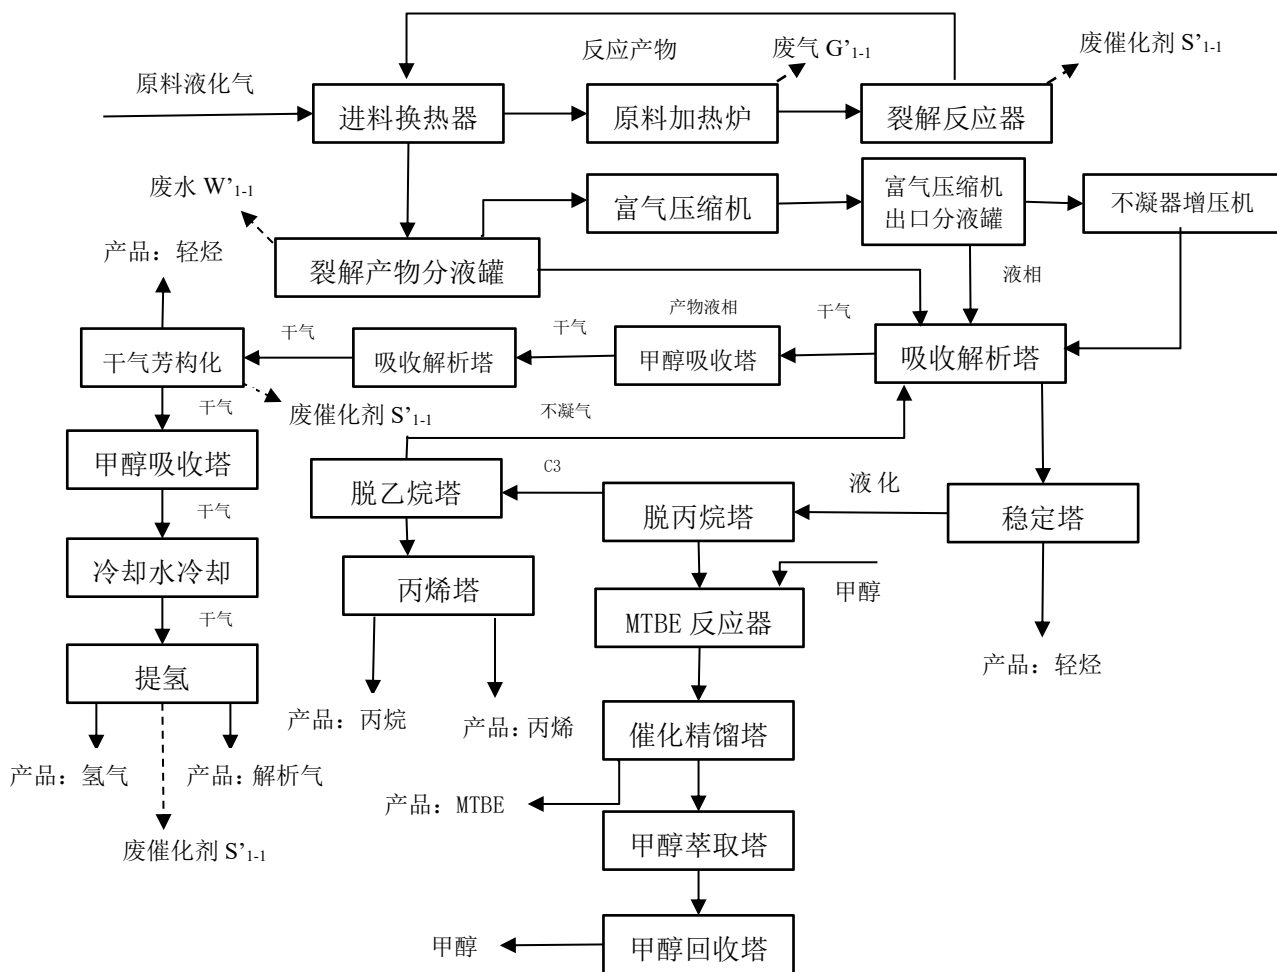 反应产物
废气 G’1-1
废催化剂 S’1-1
原料液化气
进料换热器
原料加热炉
裂解反应器
废水 W’1-1
富气压缩机
富气压缩机
出口分液罐
不凝器增压机
产品：轻烃
裂解产物分液罐
液相
产物液相
干气
干气
干气
干气芳构化
吸收解析塔
甲醇吸收塔
吸收解析塔
废催化剂 S’1-1
干气
不凝气
甲醇吸收塔
C3
脱乙烷塔
液化
脱丙烷塔
稳定塔
干气
冷却水冷却
丙烯塔
甲醇
MTBE 反应器
干气
提氢
产品：轻烃
产品：丙烷
产品：丙烯
催化精馏塔
产品：氢气
产品：解析气
产品：MTBE
甲醇萃取塔
废催化剂 S’1-1
甲醇
甲醇回收塔